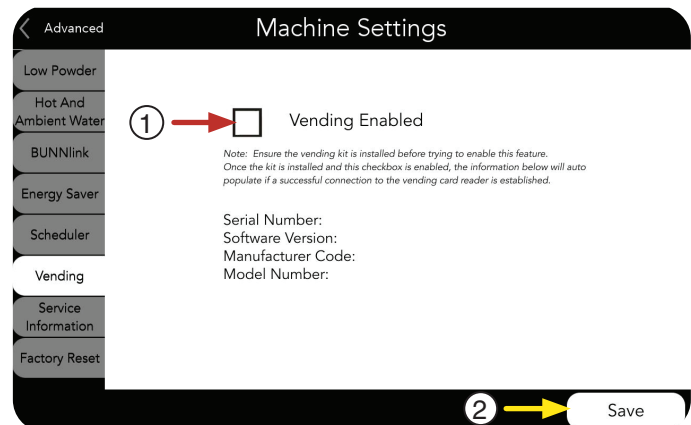 Advanced
Machine Settings
Low Powder
Hot And
Ambient Water
BUNNlink
Energy Saver
Scheduler
Vending
Service
Information
Factory Reset
1
Vending Enabled
Note: Ensure the vending kit is installed before trying to enable this feature.
Once the kit is installed and this checkbox is enabled, the information below will auto
populate if a successful connection to the vending card reader is established.
Serial Number:
Software Version:
Manufacturer Code:
Model Number:
2
Save